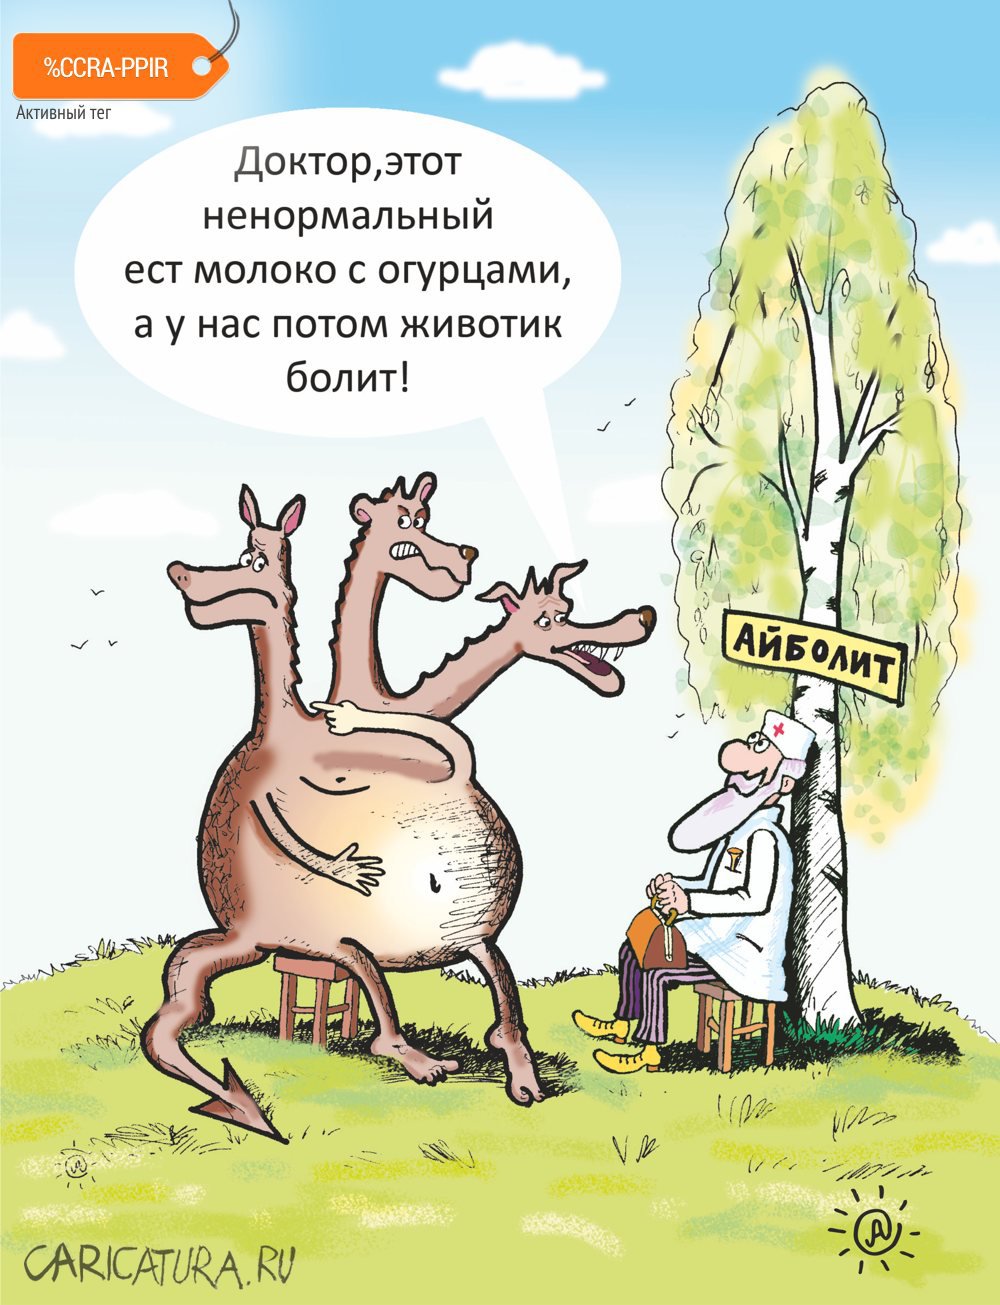 %CCRA-PPIR
Активный тег
Доктор,этот
ненормальный
ест молоко с огурцами,
а у нас потом животик
болит!
АЙБОЛИТ
CARICATURA.RU